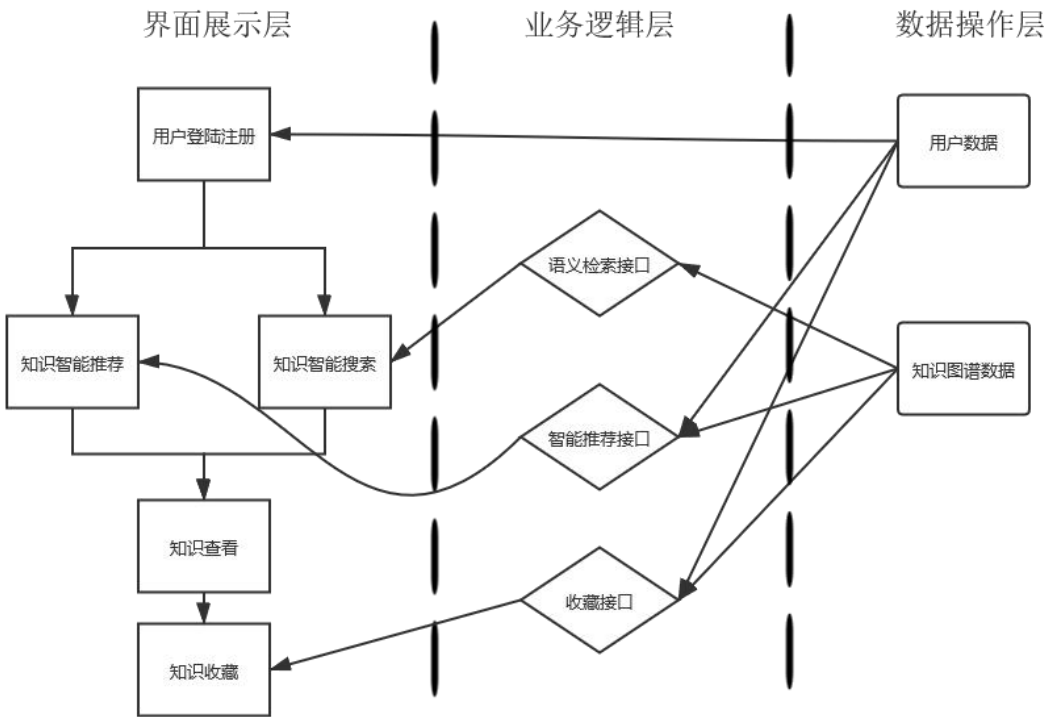 界面展示层
业务逻辑层
数据操作层
用户登陆注册
用户数据
语义检索接口
知识智能推荐
知识智能搜索
知识图谱数据
智能推荐接口
知识查看
收藏接口
知识收藏